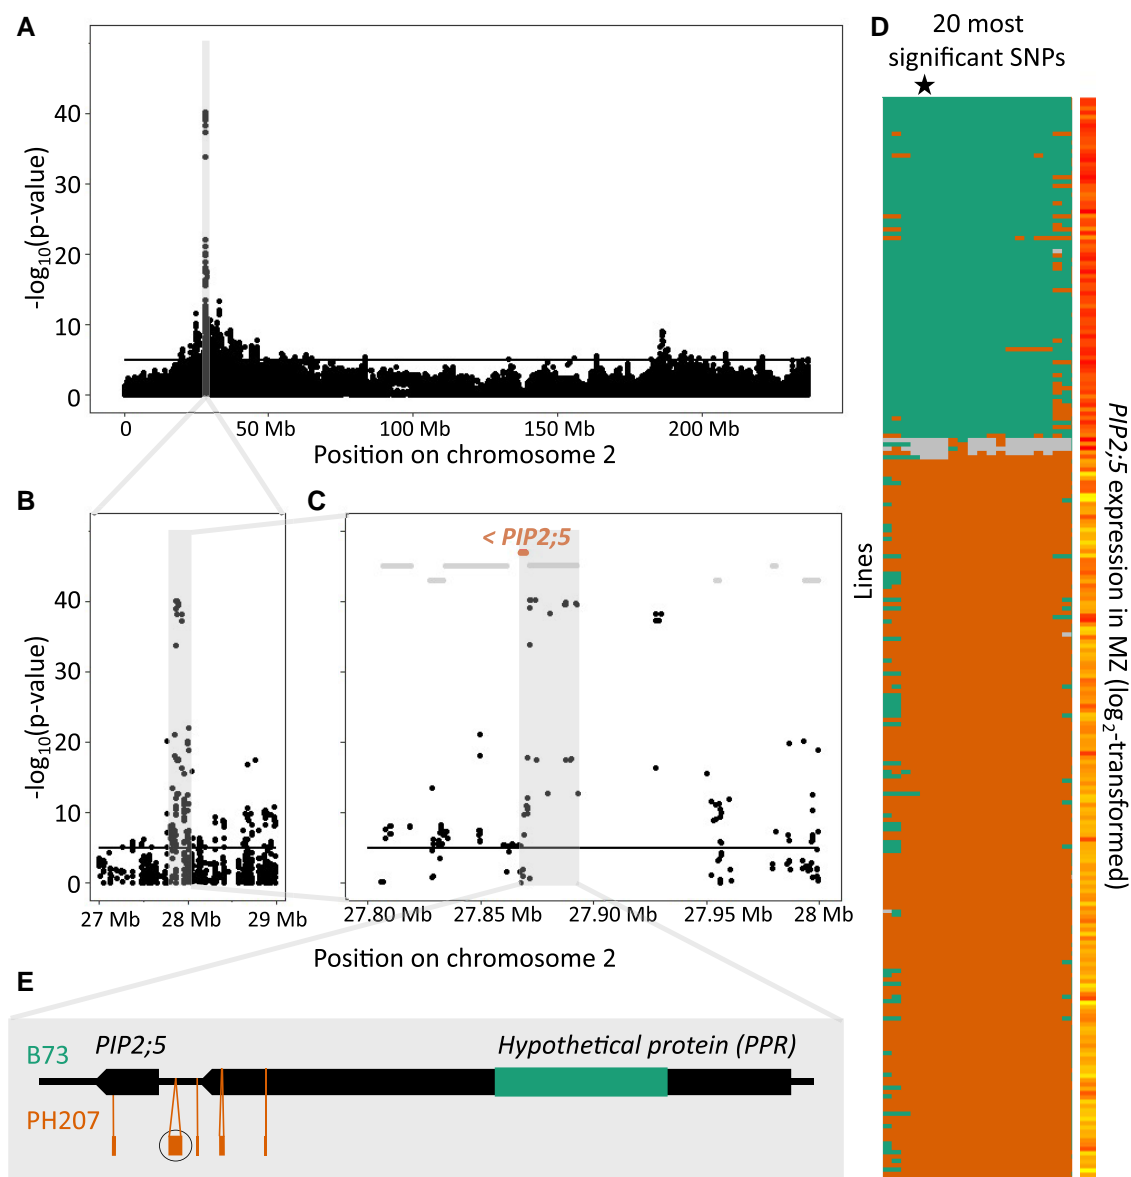 A
-log10(p-value)
40
30
20
10
0
0
50 Mb
100 Mb
150 Mb
200 Mb
Position on chromosome 2
B
-log10(p-value)
40
30
20
10
0
27 Mb
28 Mb
29 Mb
C
< PIP2;5
27.80 Mb
27.85 Mb
27.90 Mb
27.95 Mb
28 Mb
Position on chromosome 2
D
20 most
significant SNPs
★
Lines
PIP2;5 expression in MZ (log2-transformed)
E
B73
PIP2;5
Hypothetical protein (PPR)
PH207